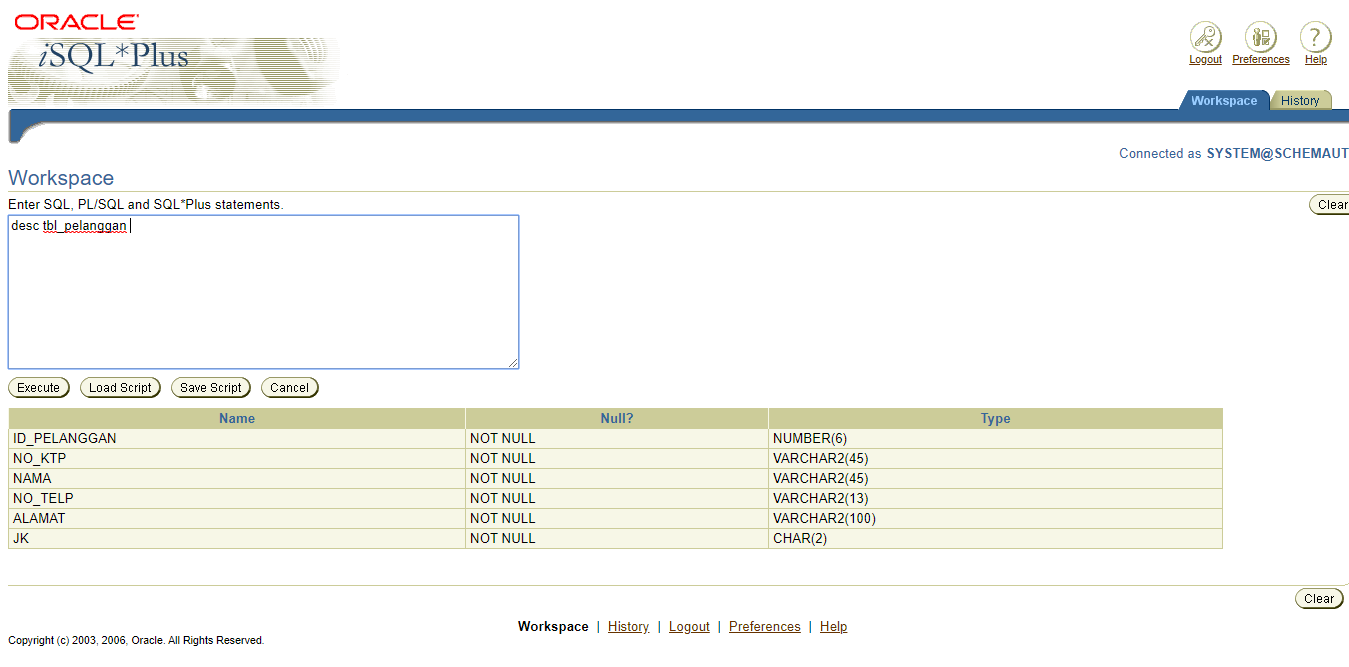 ORACLE
iSQL*Plus
Logout Preferences Help
Workspace History
Connected as SYSTEM@SCHEMAUT
Workspace
Enter SQL, PL/SQL and SQL*Plus statements.
Clear
desc tbl_pelanggan
Execute Load Script Save Script Cancel
Name Null? Type
ID_PELANGGAN NOT NULL NUMBER(6)
NO_KTP NOT NULL VARCHAR2(45)
NAMA NOT NULL VARCHAR2(45)
NO_TELP NOT NULL VARCHAR2(13)
ALAMAT NOT NULL VARCHAR2(100)
JK NOT NULL CHAR(2)
Clear
Workspace | History | Logout | Preferences | Help
Copyright (c) 2003, 2006, Oracle. All Rights Reserved.